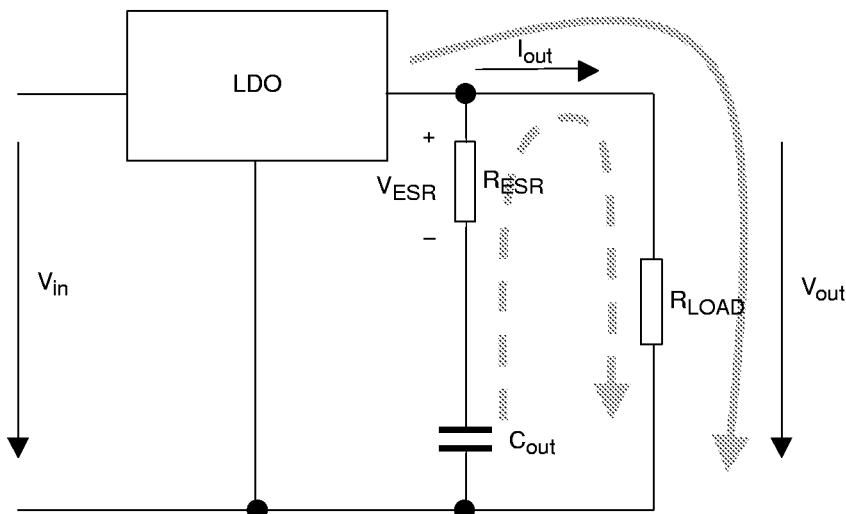 LDO
Iout
+
VESR
RESR
–
Vin
RLOAD
Vout
Cout